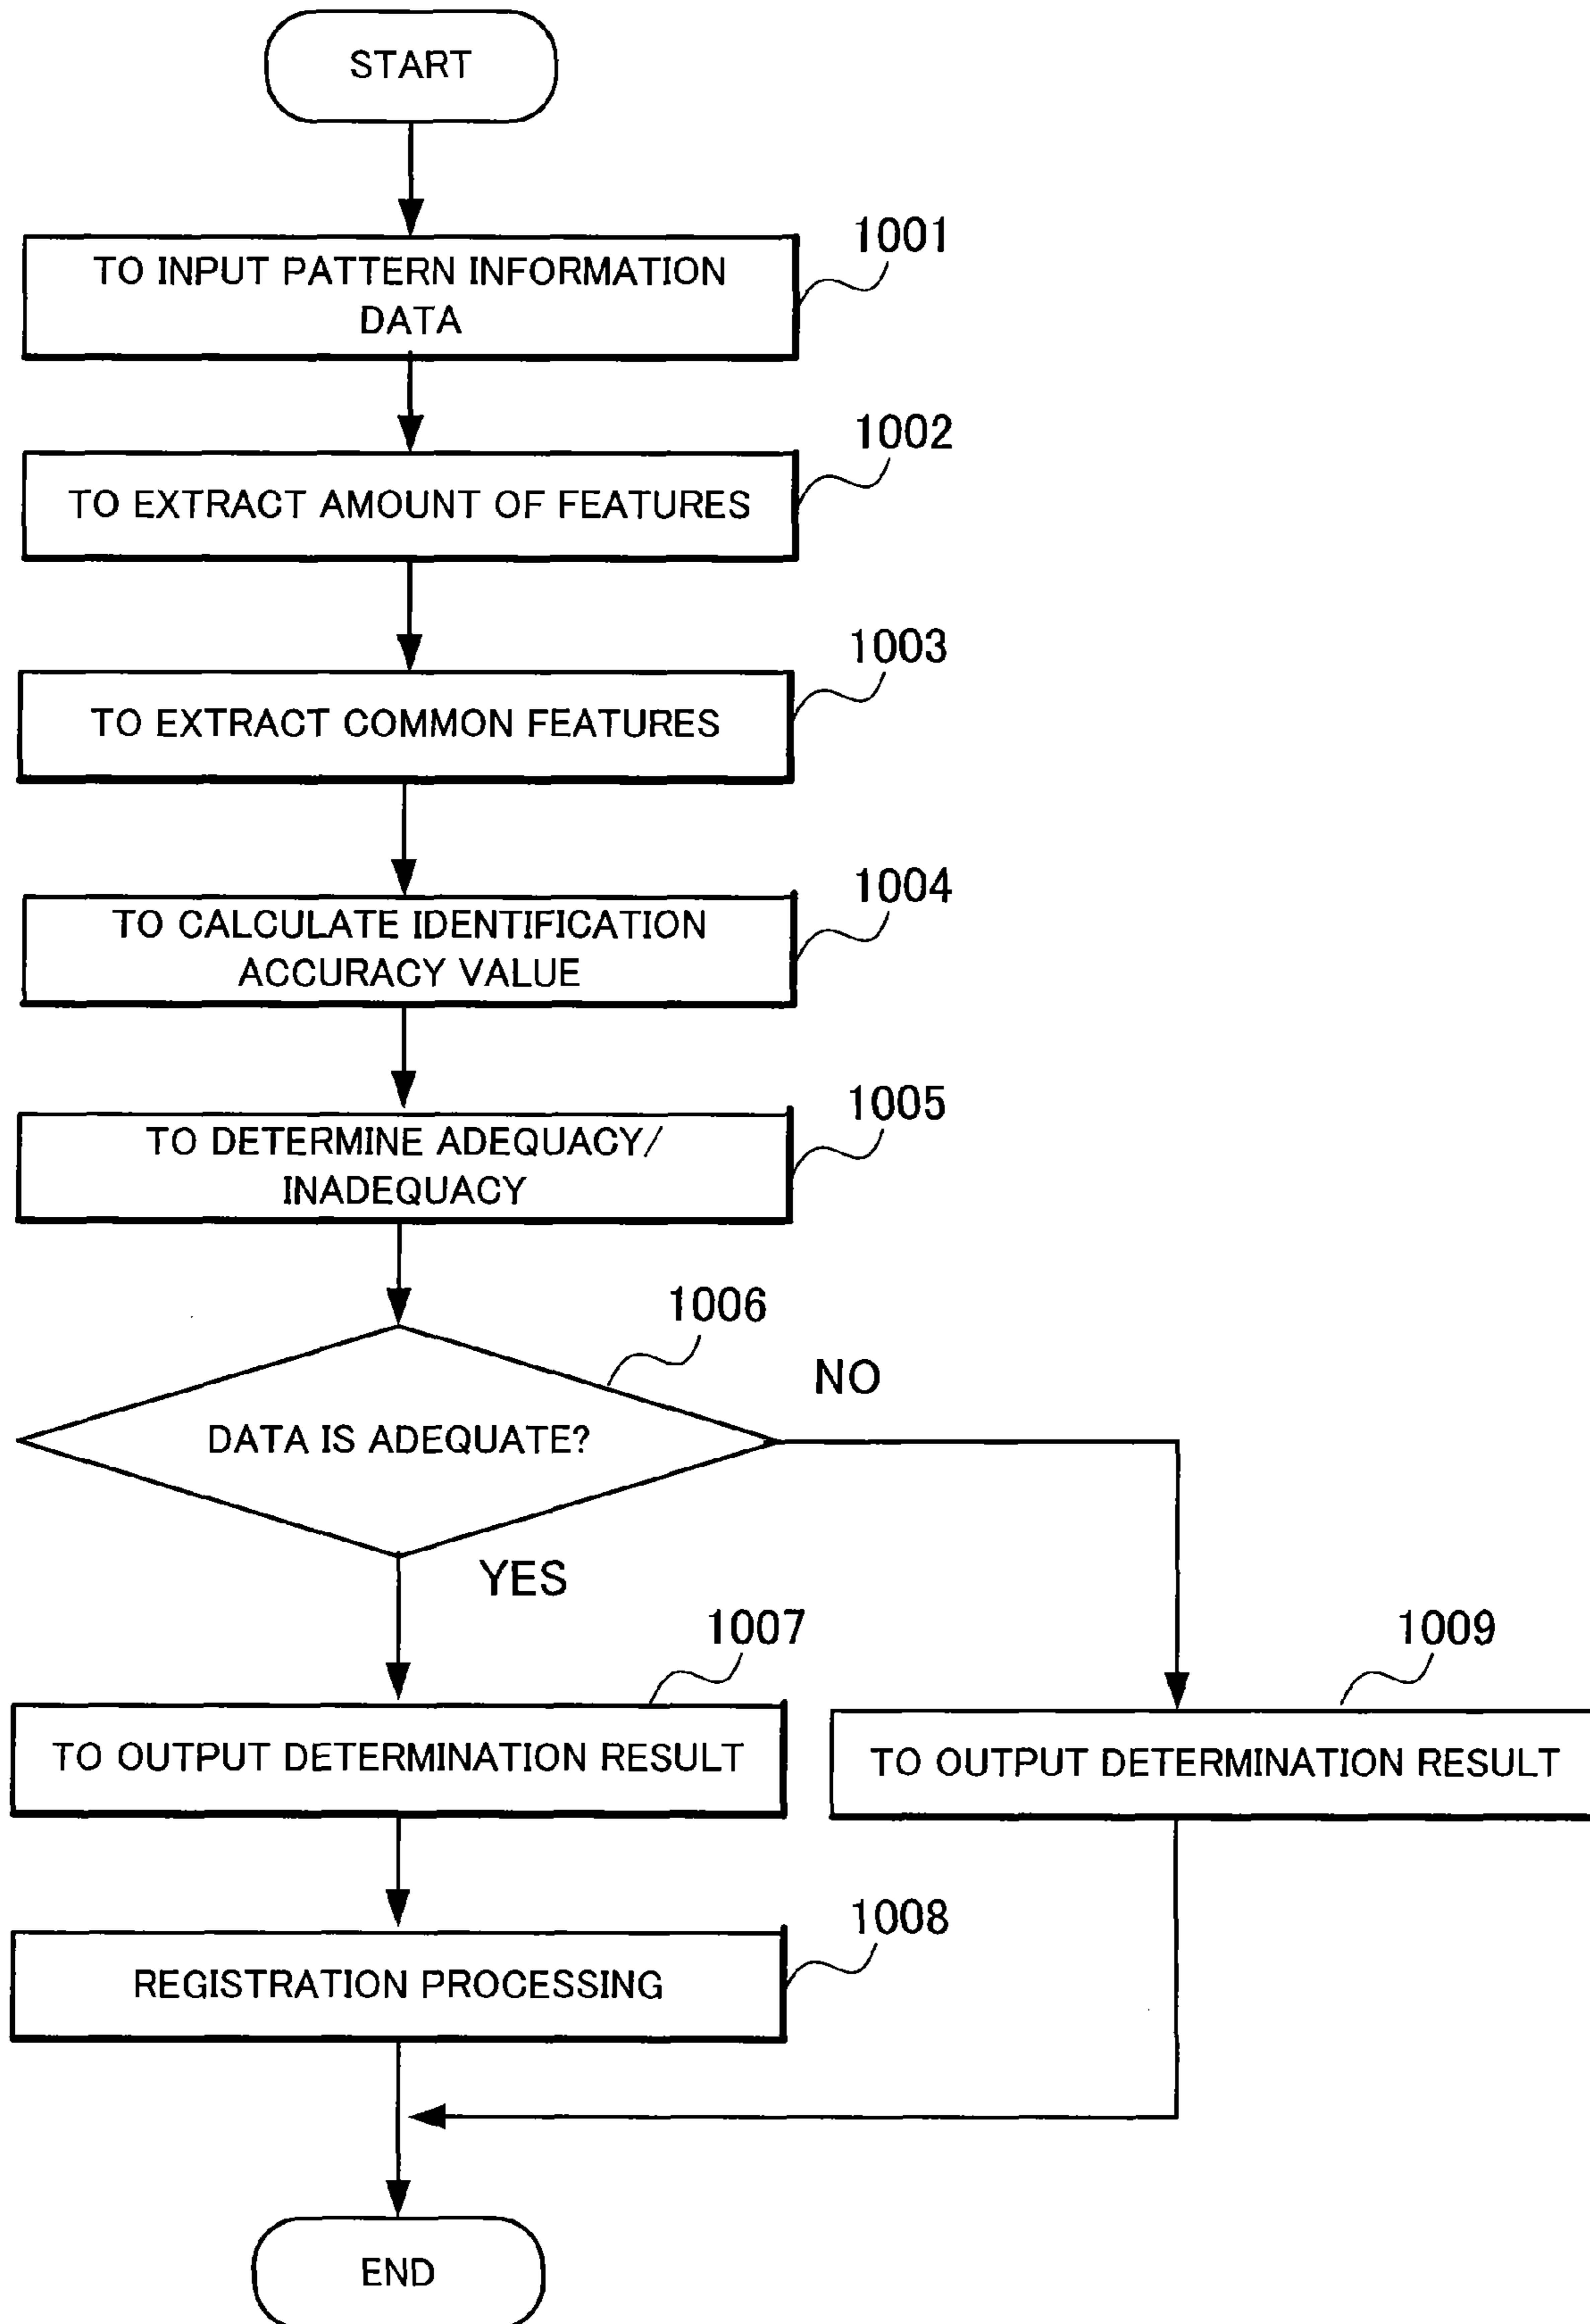 START
1001
TO INPUT PATTERN INFORMATION
DATA
1002
TO EXTRACT AMOUNT OF FEATURES
1003
TO EXTRACT COMMON FEATURES
1004
TO CALCULATE IDENTIFICATION
ACCURACY VALUE
1005
TO DETERMINE ADEQUACY/
INADEQUACY
1006
NO
DATA IS ADEQUATE?
YES
1007
1009
TO OUTPUT DETERMINATION RESULT
TO OUTPUT DETERMINATION RESULT
1008
REGISTRATION PROCESSING
END